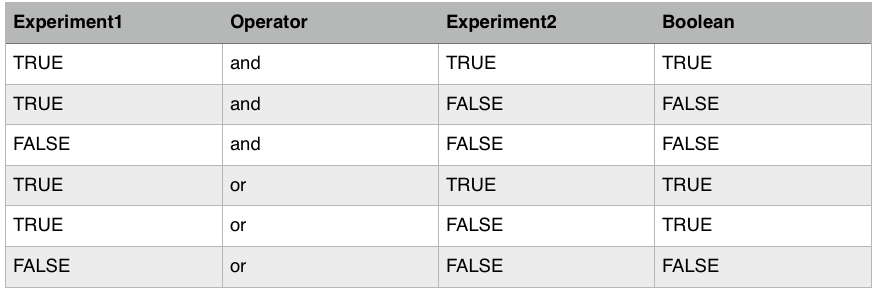 Experiment1 Operator Experiment2 Boolean
TRUE and TRUE TRUE
TRUE and FALSE FALSE
FALSE and FALSE FALSE
TRUE or TRUE TRUE
TRUE or FALSE TRUE
FALSE or FALSE FALSE